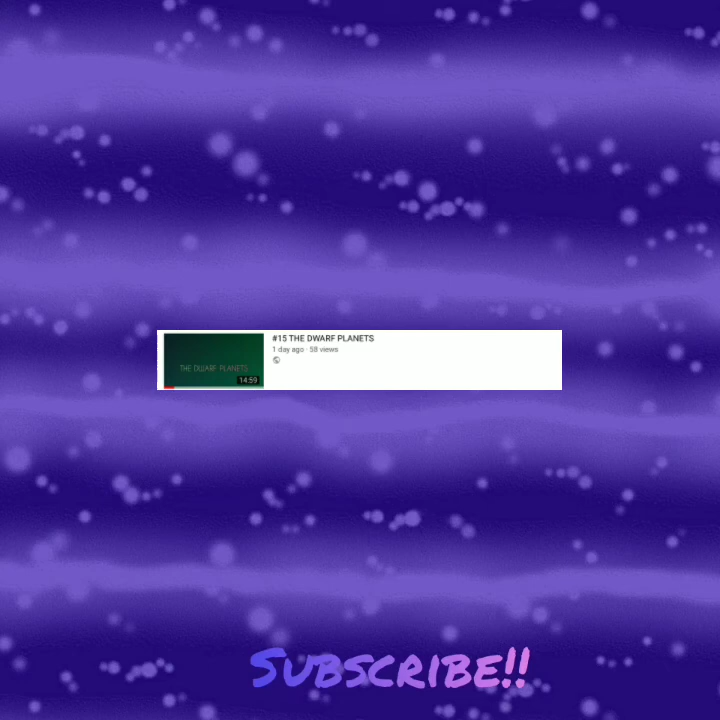 #15 THE DWARF PLANETS
1 day ago · 58 views
THE DWARF PLANETS
14:59
SUBSCRIBE!!